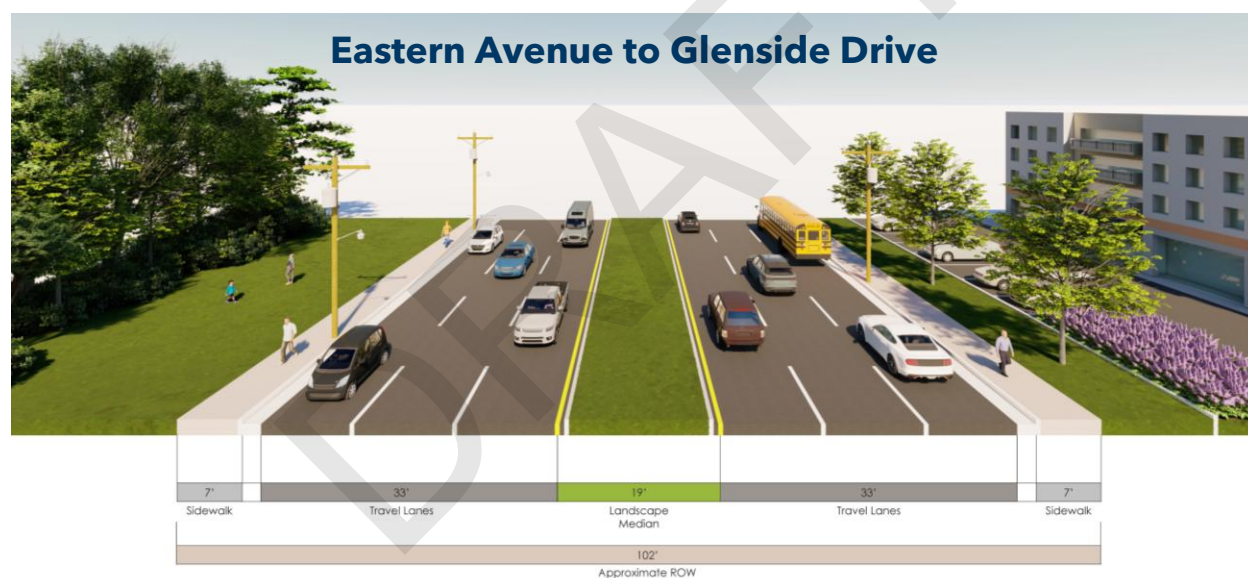 Eastern Avenue to Glenside Drive
DRAFT
7' 33' 19' 33' 7'
Sidewalk Travel Lanes Landscape Median Travel Lanes Sidewalk
102'
Approximate ROW